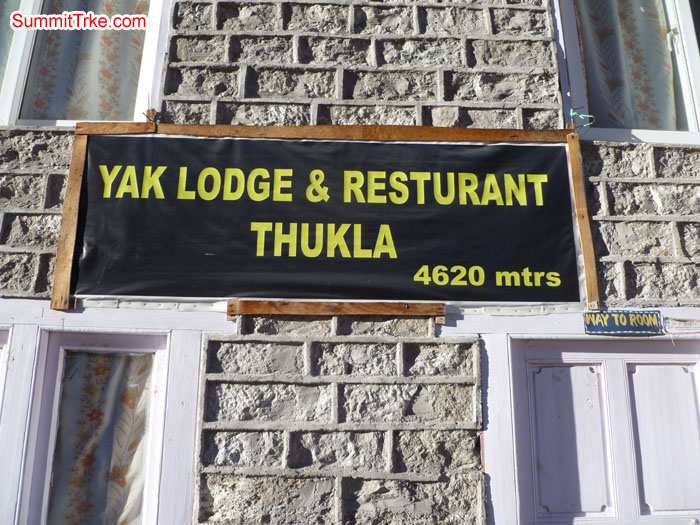 SummitTrke.com
YAK LODGE & RESTURANT
THUKLA
4620 mtrs
WAY TO ROOM